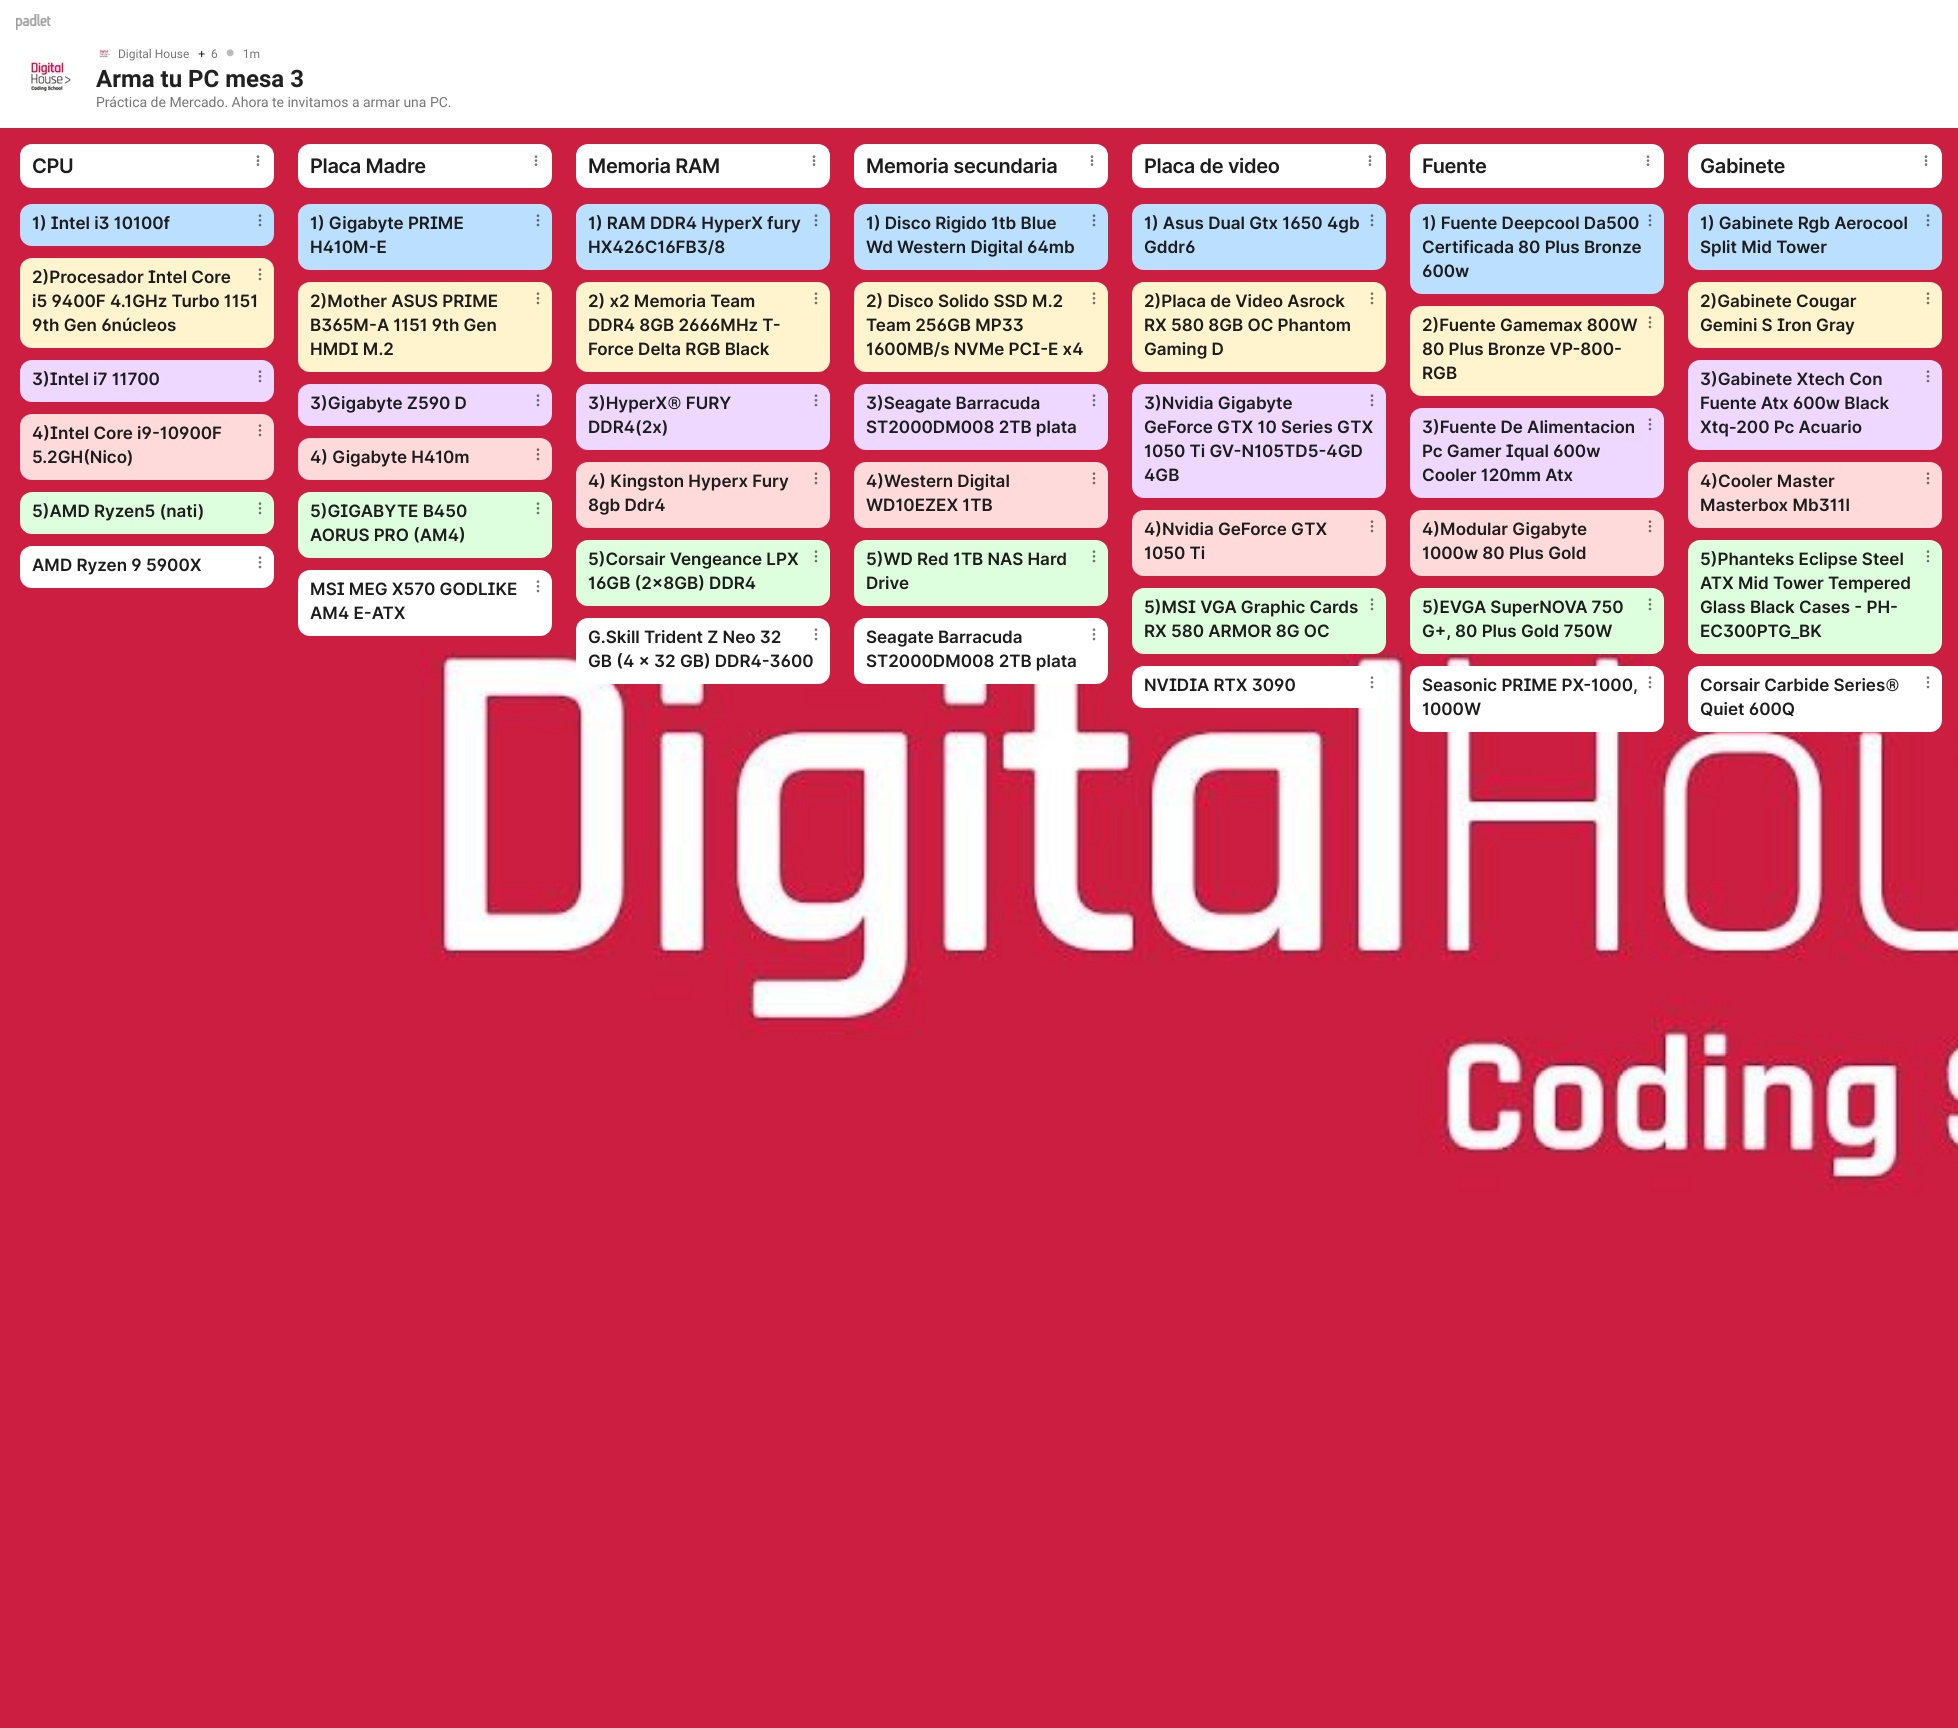 padlet
Digital House + 6 1m
Digital
House>
Coding School
Arma tu PC mesa 3
Práctica de Mercado. Ahora te invitamos a armar una PC.
CPU
1) Intel i3 10100f
2)Procesador Intel Core
i5 9400F 4.1GHz Turbo 1151
9th Gen 6núcleos
3)Intel i7 11700
4)Intel Core i9-10900F
5.2GH(Nico)
5)AMD Ryzen5 (nati)
AMD Ryzen 9 5900X
Placa Madre
1) Gigabyte PRIME
H410M-E
2)Mother ASUS PRIME
B365M-A 1151 9th Gen
HMDI M.2
3)Gigabyte Z590 D
4) Gigabyte H410m
5)GIGABYTE B450
AORUS PRO (AM4)
MSI MEG X570 GODLIKE
AM4 E-ATX
Memoria RAM
1) RAM DDR4 HyperX fury
HX426C16FB3/8
2) x2 Memoria Team
DDR4 8GB 2666MHz T-
Force Delta RGB Black
3)HyperX® FURY
DDR4(2x)
4) Kingston Hyperx Fury
8gb Ddr4
5)Corsair Vengeance LPX
16GB (2×8GB) DDR4
G.Skill Trident Z Neo 32
GB (4 × 32 GB) DDR4-3600
Memoria secundaria
1) Disco Rigido 1tb Blue
Wd Western Digital 64mb
2) Disco Solido SSD M.2
Team 256GB MP33
1600MB/s NVMe PCI-E x4
3)Seagate Barracuda
ST2000DM008 2TB plata
4)Western Digital
WD10EZEX 1TB
5)WD Red 1TB NAS Hard
Drive
Seagate Barracuda
ST2000DM008 2TB plata
Placa de video
1) Asus Dual Gtx 1650 4gb
Gddr6
2)Placa de Video Asrock
RX 580 8GB OC Phantom
Gaming D
3)Nvidia Gigabyte
GeForce GTX 10 Series GTX
1050 Ti GV-N105TD5-4GD
4GB
4)Nvidia GeForce GTX
1050 Ti
5)MSI VGA Graphic Cards
RX 580 ARMOR 8G OC
NVIDIA RTX 3090
Fuente
1) Fuente Deepcool Da500
Certificada 80 Plus Bronze
600w
2)Fuente Gamemax 800W
80 Plus Bronze VP-800-
RGB
3)Fuente De Alimentacion
Pc Gamer Iqual 600w
Cooler 120mm Atx
4)Modular Gigabyte
1000w 80 Plus Gold
5)EVGA SuperNOVA 750
G+, 80 Plus Gold 750W
Seasonic PRIME PX-1000,
1000W
Gabinete
1) Gabinete Rgb Aerocool
Split Mid Tower
2)Gabinete Cougar
Gemini S Iron Gray
3)Gabinete Xtech Con
Fuente Atx 600w Black
Xtq-200 Pc Acuario
4)Cooler Master
Masterbox Mb311l
5)Phanteks Eclipse Steel
ATX Mid Tower Tempered
Glass Black Cases - PH-
EC300PTG_BK
Corsair Carbide Series®
Quiet 600Q
DigitalHou
Coding S